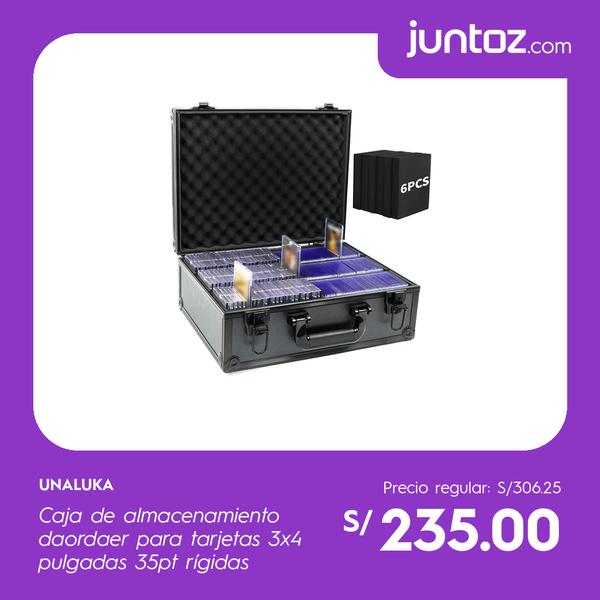 juntoz.com
6PCS
UNALUKA
Caja de almacenamiento
daordaer para tarjetas 3x4
pulgadas 35pt rígidas
Precio regular: S/306.25
S/ 235.00